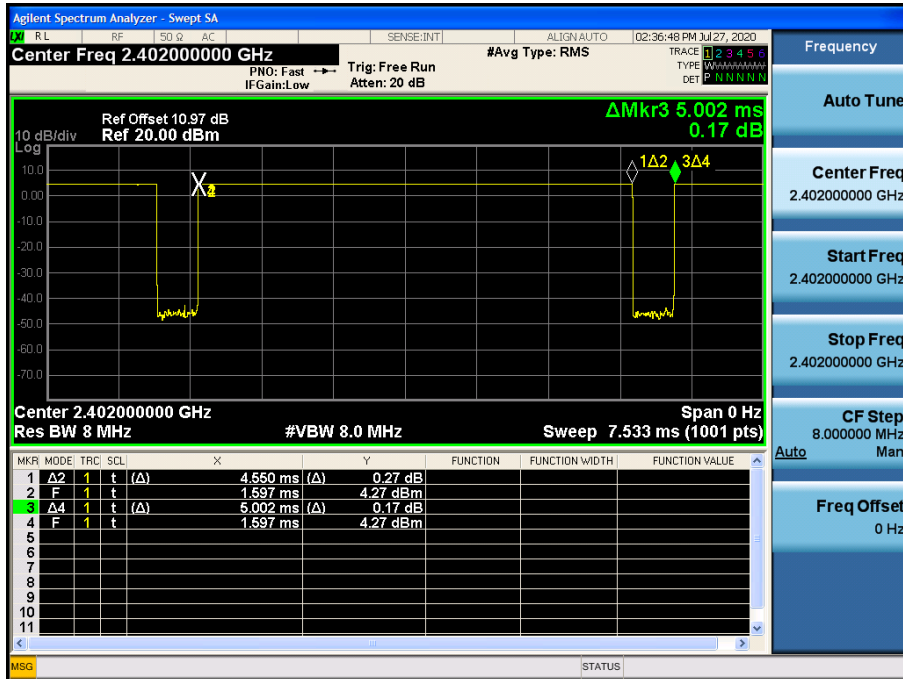 Agilent Spectrum Analyzer - Swept SA
LXI RL RF 50 Ω AC SENSE:INT ALIGN AUTO 02:36:48 PM Jul 27, 2020
Center Freq 2.402000000 GHz #Avg Type: RMS TRACE 1 2 3 4 5 6
PNO: Fast Trig: Free Run TYPE WWWWWW
IFGain:Low Atten: 20 dB DET P N N N N N
ΔMkr3 5.002 ms
0.17 dB
Ref Offset 10.97 dB
10 dB/div Ref 20.00 dBm
Log
10.0
0.00
-10.0
-20.0
-30.0
-40.0
-50.0
-60.0
-70.0
X 2
1Δ2 3Δ4
Center 2.402000000 GHz Span 0 Hz
Res BW 8 MHz #VBW 8.0 MHz Sweep 7.533 ms (1001 pts)
MKR MODE TRC SCL X Y FUNCTION FUNCTION WIDTH FUNCTION VALUE
1 Δ2 1 t (Δ) 4.550 ms (Δ) 0.27 dB
2 F 1 t 1.597 ms 4.27 dBm
3 Δ4 1 t (Δ) 5.002 ms (Δ) 0.17 dB
4 F 1 t 1.597 ms 4.27 dBm
5
6
7
8
9
10
11
MSG STATUS
Frequency
Auto Tune
Center Freq
2.402000000 GHz
Start Freq
2.402000000 GHz
Stop Freq
2.402000000 GHz
CF Step
8.000000 MHz
Auto Man
Freq Offset
0 Hz